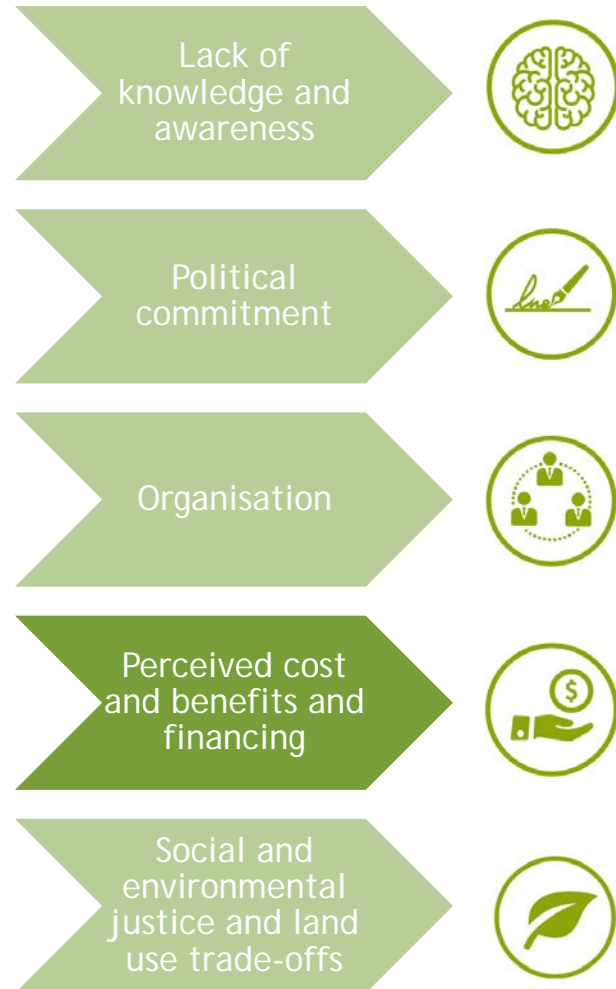 Lack of
knowledge and
awareness
Political
commitment
Organisation
Perceived cost
and benefits and
financing
$
Social and
environmental
justice and land
use trade-offs